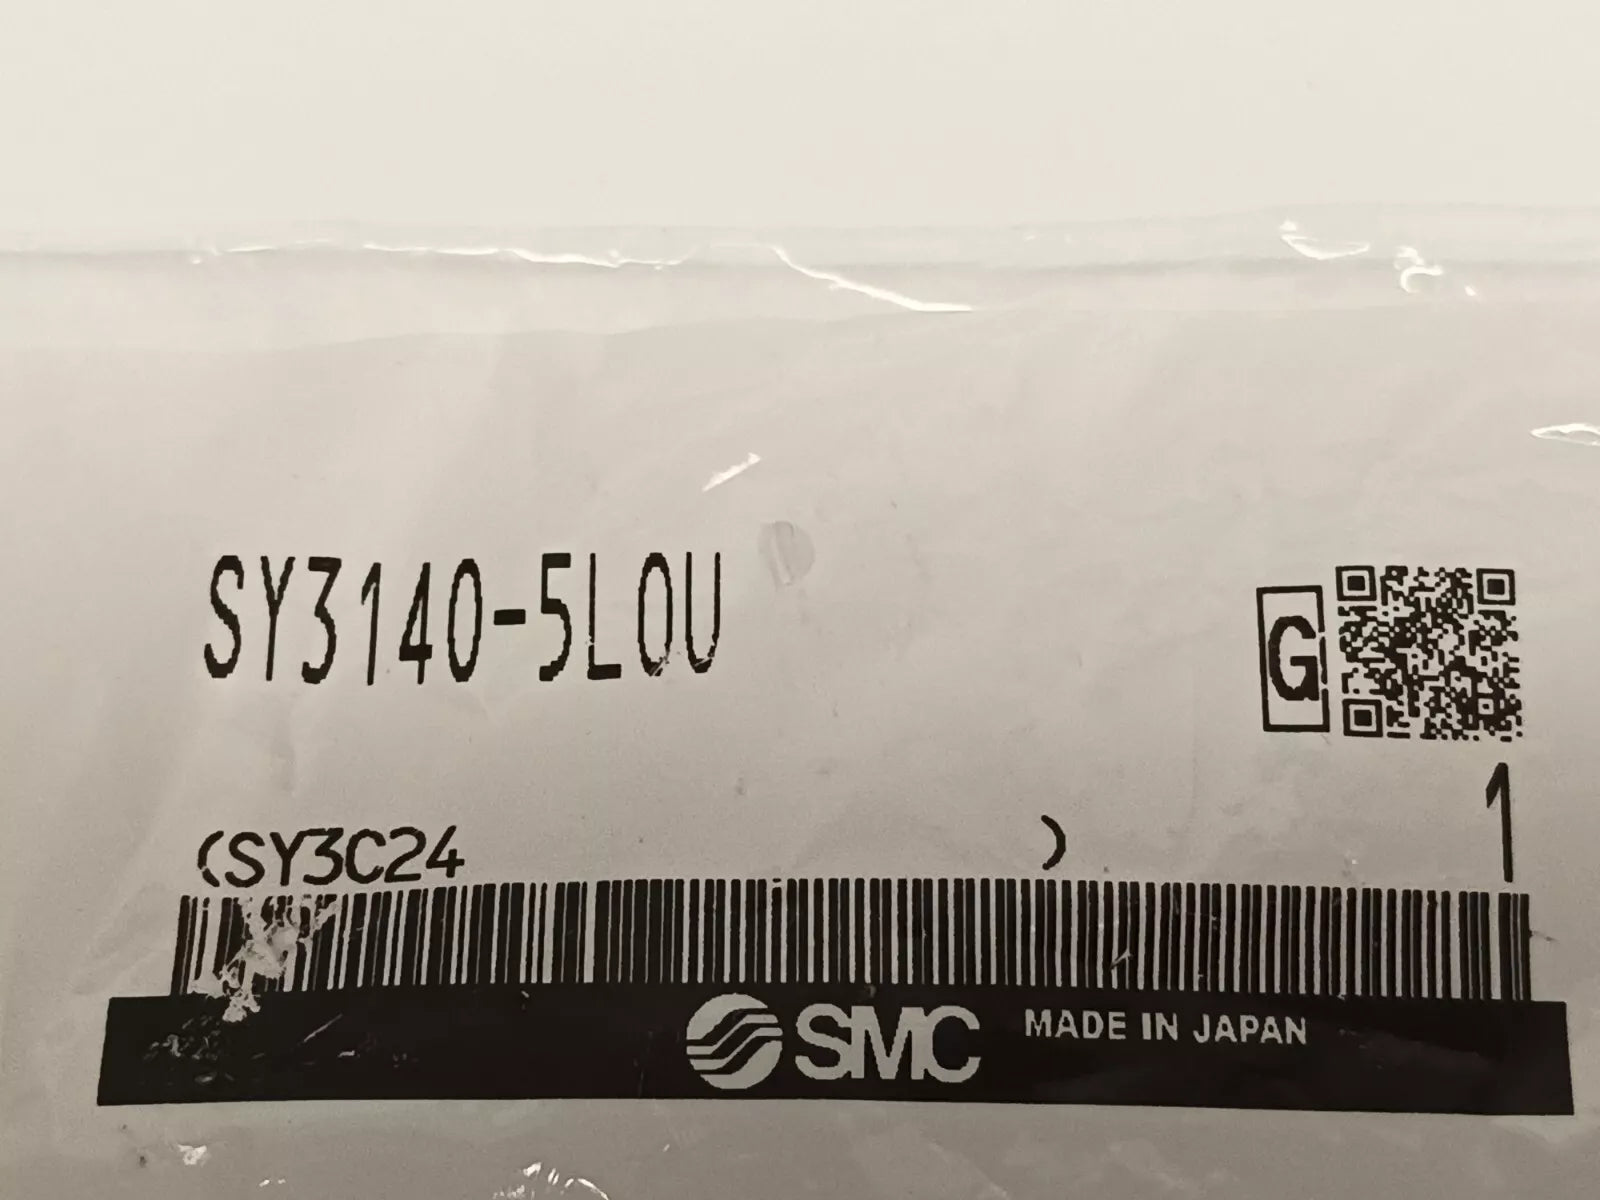 SY3140-5LOU
G
1
(SY3C24 )
SMC MADE IN JAPAN